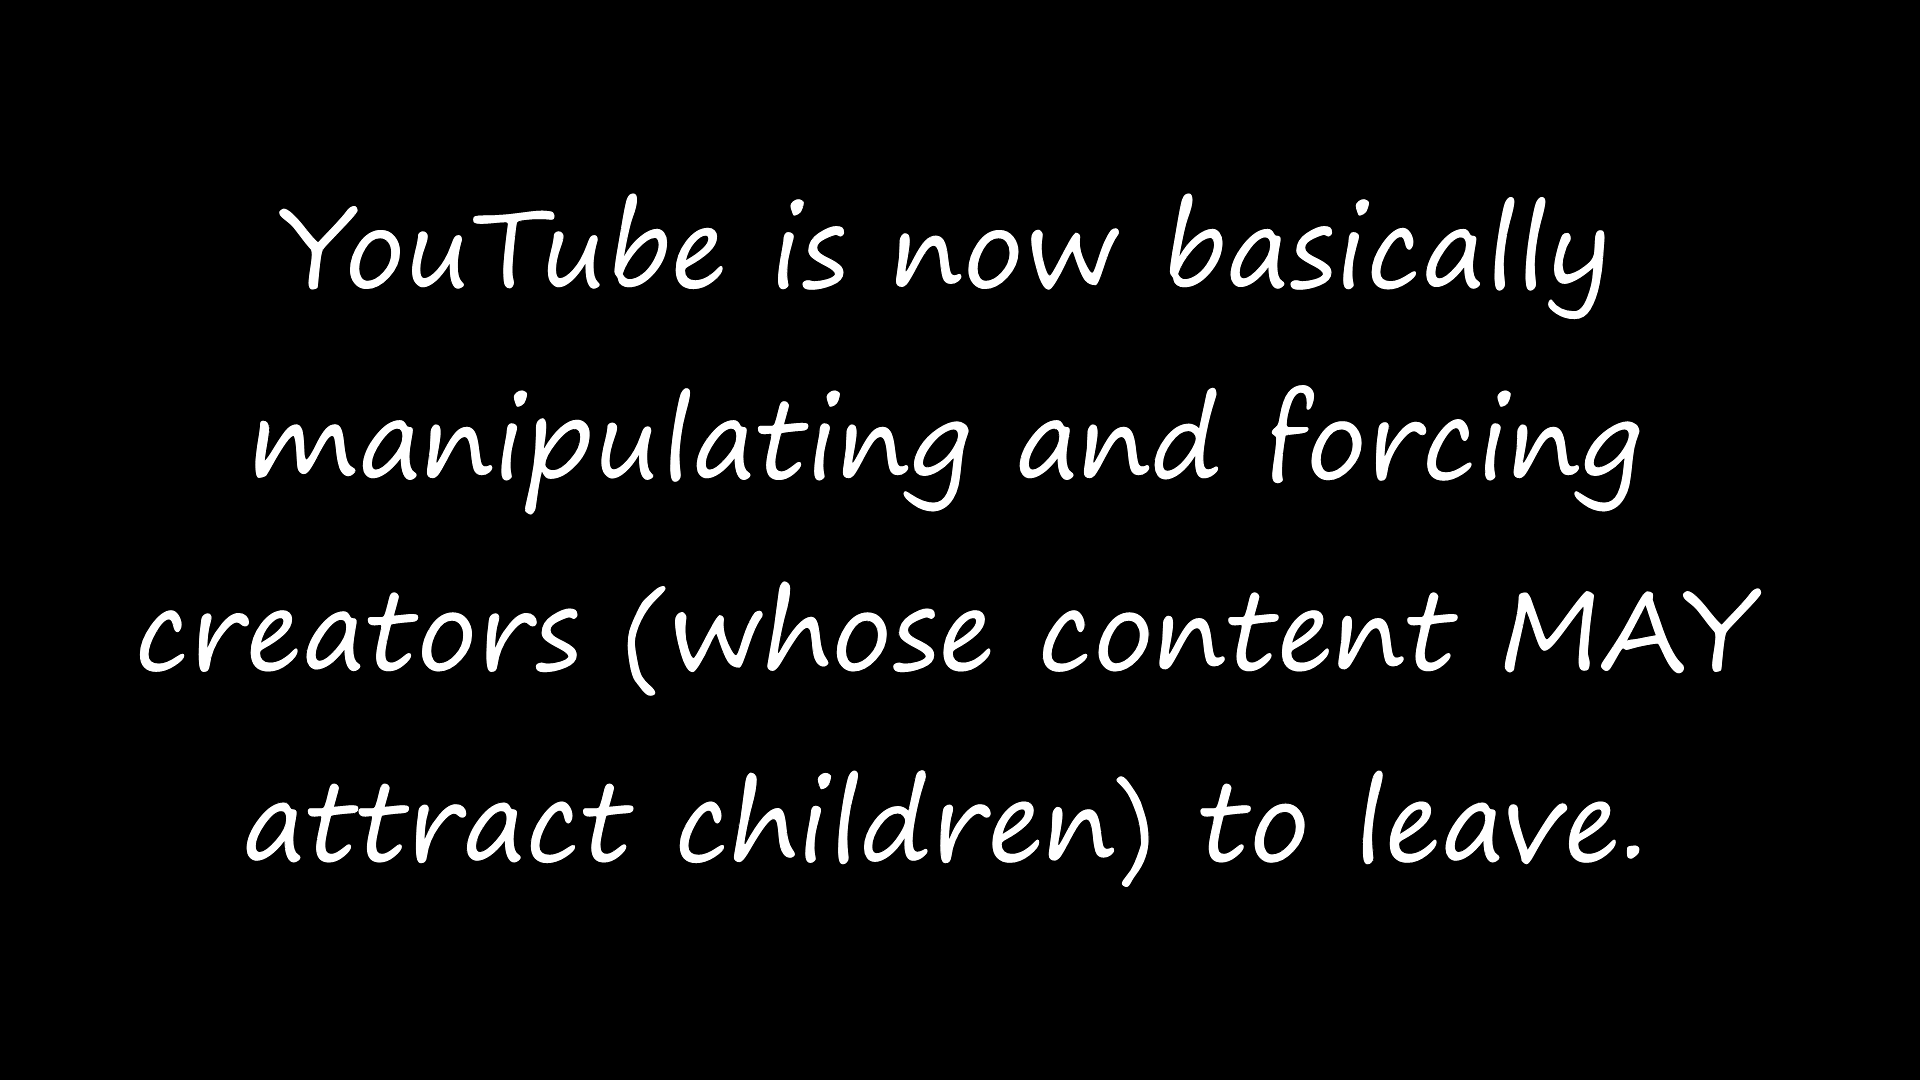 YouTube is now basically
manipulating and forcing
creators (whose content MAY
attract children) to leave.